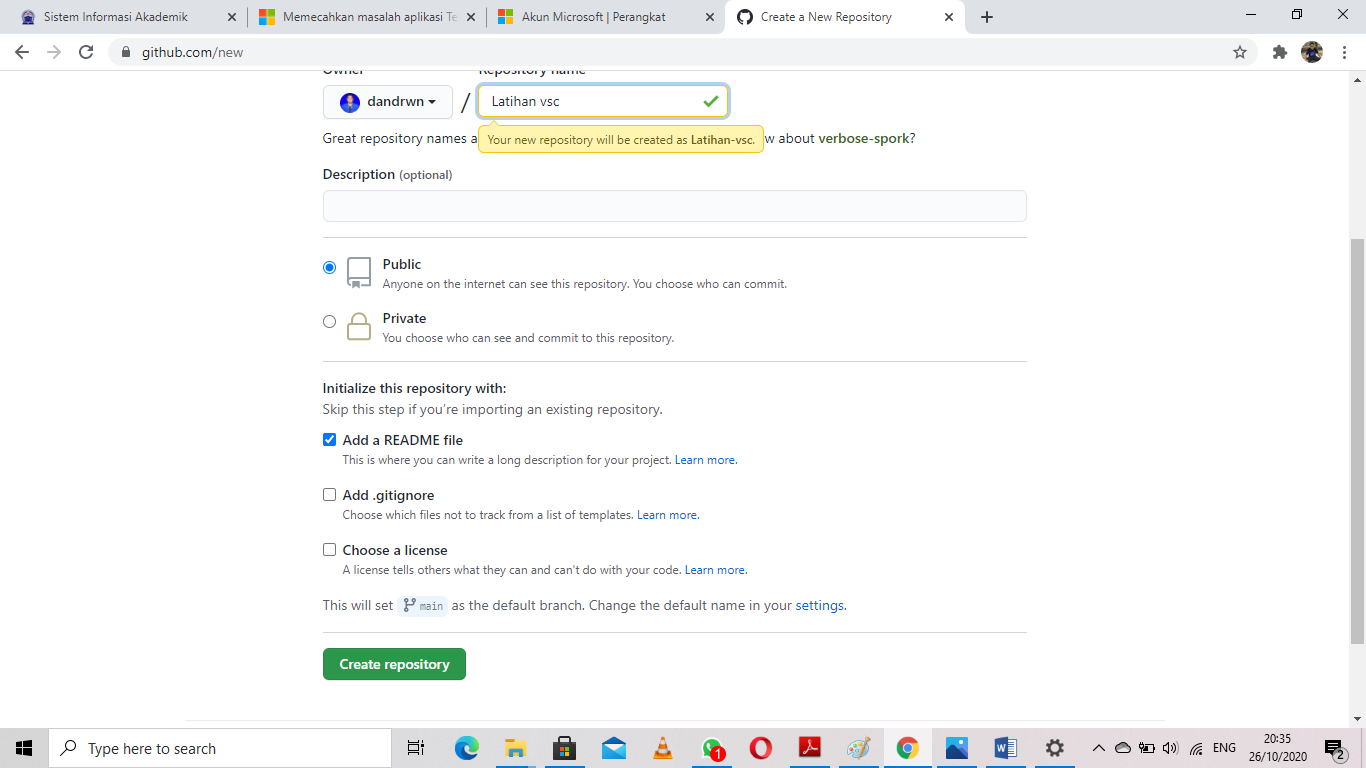 Sistem Informasi Akademik
Memecahkan masalah aplikasi Te
Akun Microsoft | Perangkat
Create a New Repository
github.com/new
Owner
Repository name
dandrwn
/
Latihan vsc
Great repository names a
Your new repository will be created as Latihan-vsc.
w about verbose-spork?
Description (optional)
Public
Anyone on the internet can see this repository. You choose who can commit.
Private
You choose who can see and commit to this repository.
Initialize this repository with:
Skip this step if you're importing an existing repository.
Add a README file
This is where you can write a long description for your project. Learn more.
Add .gitignore
Choose which files not to track from a list of templates. Learn more.
Choose a license
A license tells others what they can and can't do with your code. Learn more.
This will set main as the default branch. Change the default name in your settings.
Create repository
Type here to search
1
ENG
20:35
26/10/2020
2